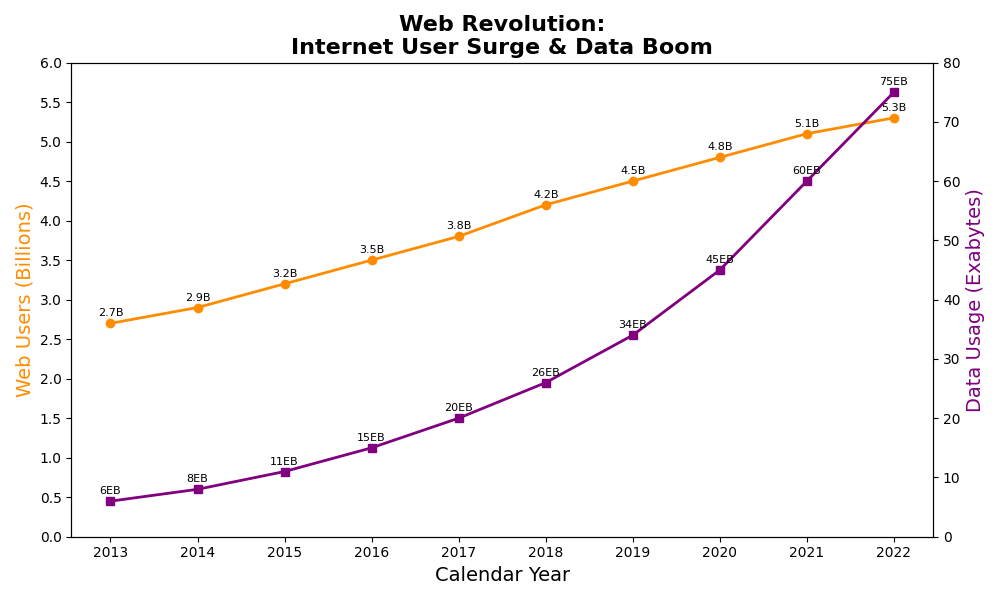 Web Revolution:
Internet User Surge & Data Boom
Web Users (Billions)
6.0
5.5
5.0
4.5
4.0
3.5
3.0
2.5
2.0
1.5
1.0
0.5
0.0
2.7B
2.9B
3.2B
3.5B
3.8B
4.2B
4.5B
4.8B
5.1B
5.3B
6EB
8EB
11EB
15EB
20EB
26EB
34EB
45EB
60EB
75EB
80
70
60
50
40
30
20
10
0
Data Usage (Exabytes)
2013 2014 2015 2016 2017 2018 2019 2020 2021 2022
Calendar Year